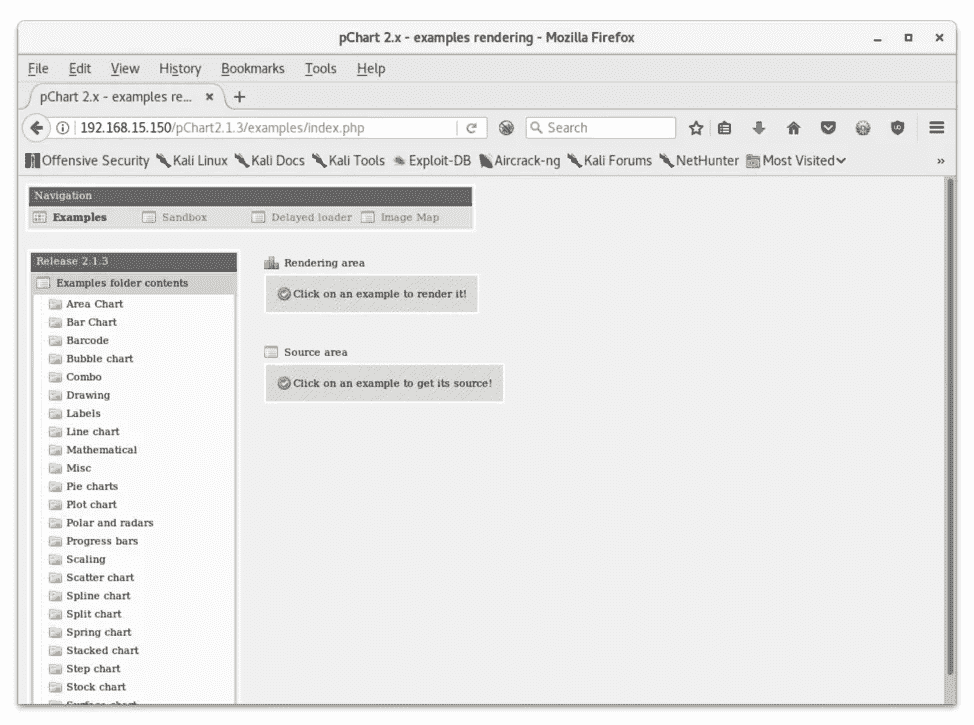 pChart 2.x - examples rendering - Mozilla Firefox
File Edit View History Bookmarks Tools Help
pChart 2.x - examples re...
192.168.15.150/pChart2.1.3/examples/index.php Search
Offensive Security Kali Linux Kali Docs Kali Tools Exploit-DB Aircrack-ng Kali Forums NetHunter Most Visited »
Navigation
Examples Sandbox Delayed loader Image Map
Release 2.1.3
Examples folder contents
Area Chart
Bar Chart
Barcode
Bubble chart
Combo
Drawing
Labels
Line chart
Mathematical
Misc
Pie charts
Plot chart
Polar and radars
Progress bars
Scaling
Scatter chart
Spline chart
Split chart
Spring chart
Stacked chart
Step chart
Stock chart
Surface chart
Rendering area
Click on an example to render it!
Source area
Click on an example to get its source!